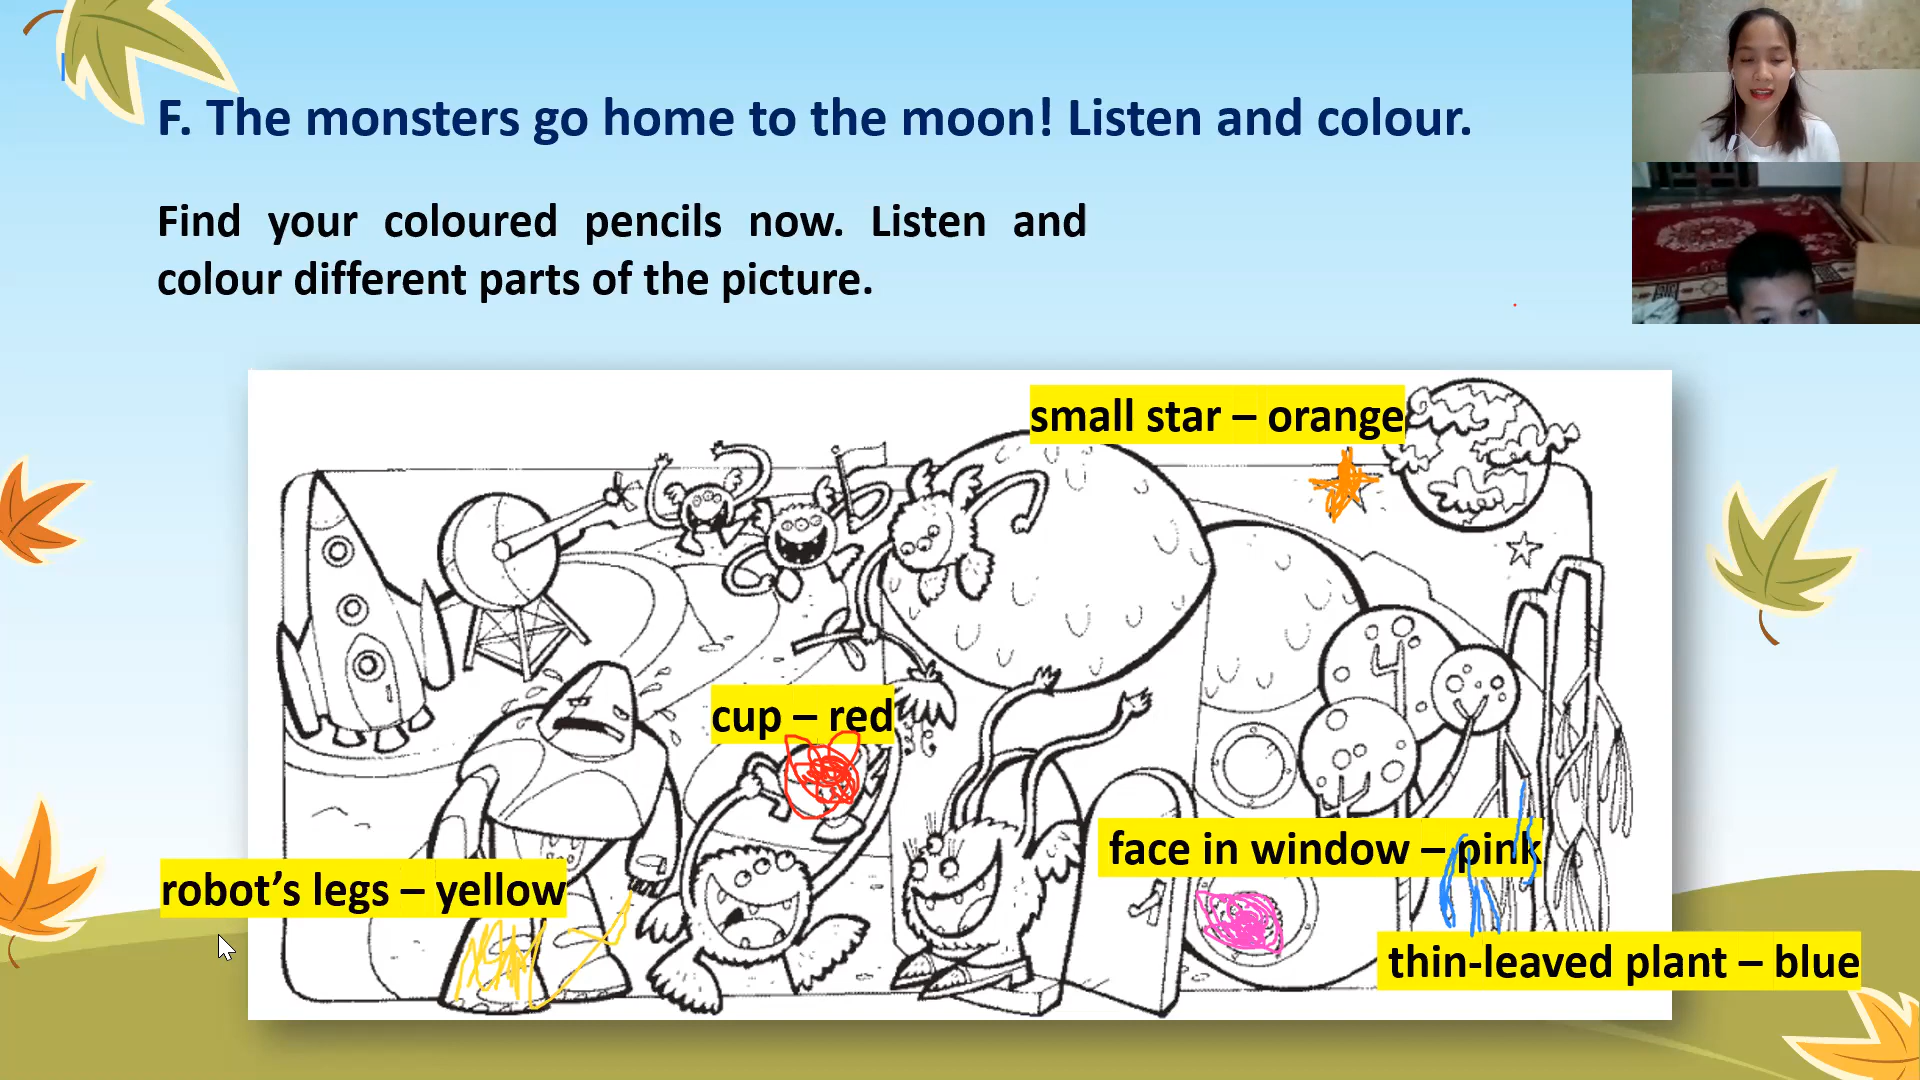 F. The monsters go home to the moon! Listen and colour.
Find your coloured pencils now. Listen and
colour different parts of the picture.
small star – orange
cup – red
face in window – pink
robot's legs – yellow
thin-leaved plant – blue